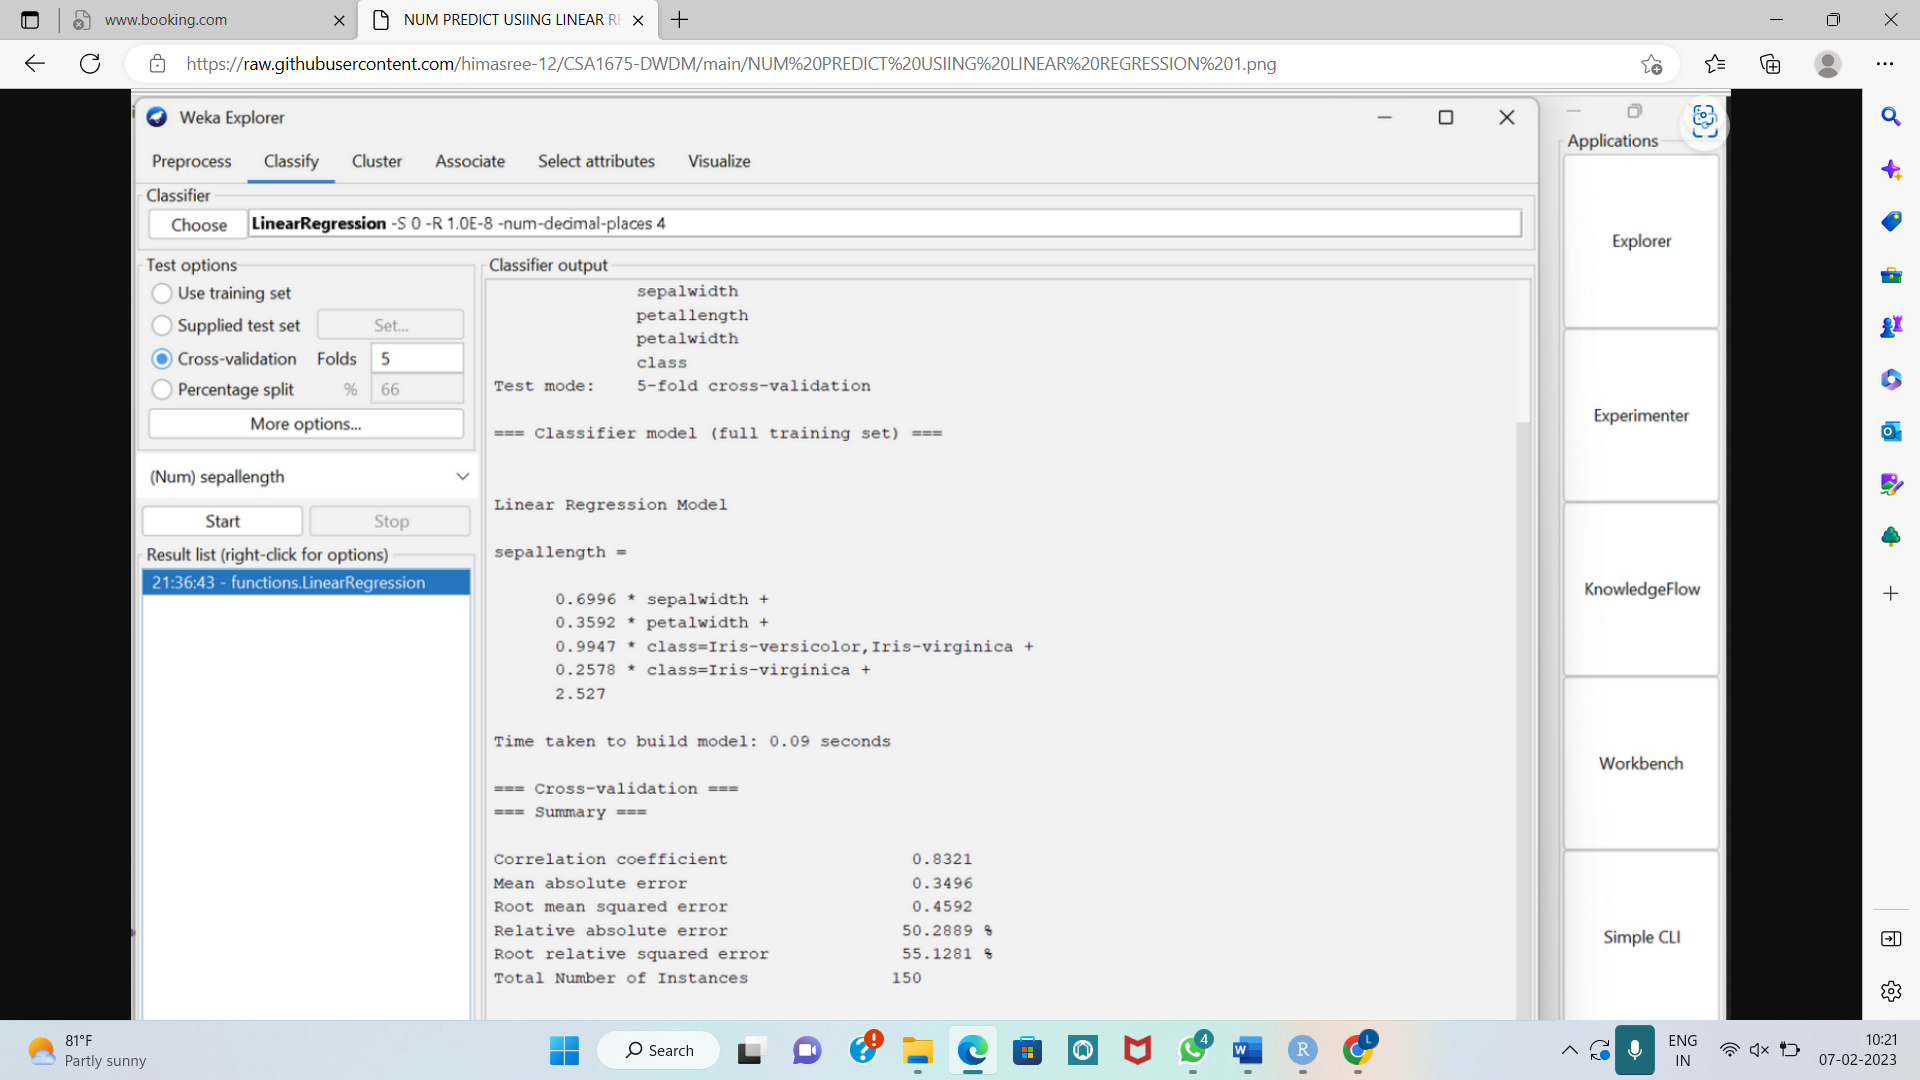 www.booking.com
NUM PREDICT USIING LINEAR RE
https://raw.githubusercontent.com/himasree-12/CSA1675-DWDM/main/NUM%20PREDICT%20USIING%20LINEAR%20REGRESSION%201.png
Weka Explorer
Preprocess Classify Cluster Associate Select attributes Visualize
Classifier
Choose LinearRegression -S 0 -R 1.0E-8 -num-decimal-places 4
Test options
Use training set
Supplied test set Set...
Cross-validation Folds 5
Percentage split % 66
More options...
(Num) sepallength
Start Stop
Result list (right-click for options)
21:36:43 - functions.LinearRegression
Classifier output
sepalwidth
petallength
petalwidth
class
Test mode: 5-fold cross-validation
=== Classifier model (full training set) ===
Linear Regression Model
sepallength =
0.6996 * sepalwidth +
0.3592 * petalwidth +
0.9947 * class=Iris-versicolor,Iris-virginica +
0.2578 * class=Iris-virginica +
2.527
Time taken to build model: 0.09 seconds
=== Cross-validation ===
=== Summary ===
Correlation coefficient 0.8321
Mean absolute error 0.3496
Root mean squared error 0.4592
Relative absolute error 50.2889 %
Root relative squared error 55.1281 %
Total Number of Instances 150
Applications
Explorer
Experimenter
KnowledgeFlow
Workbench
Simple CLI
81°F
Partly sunny
Search
4
L
ENG
IN
10:21
07-02-2023